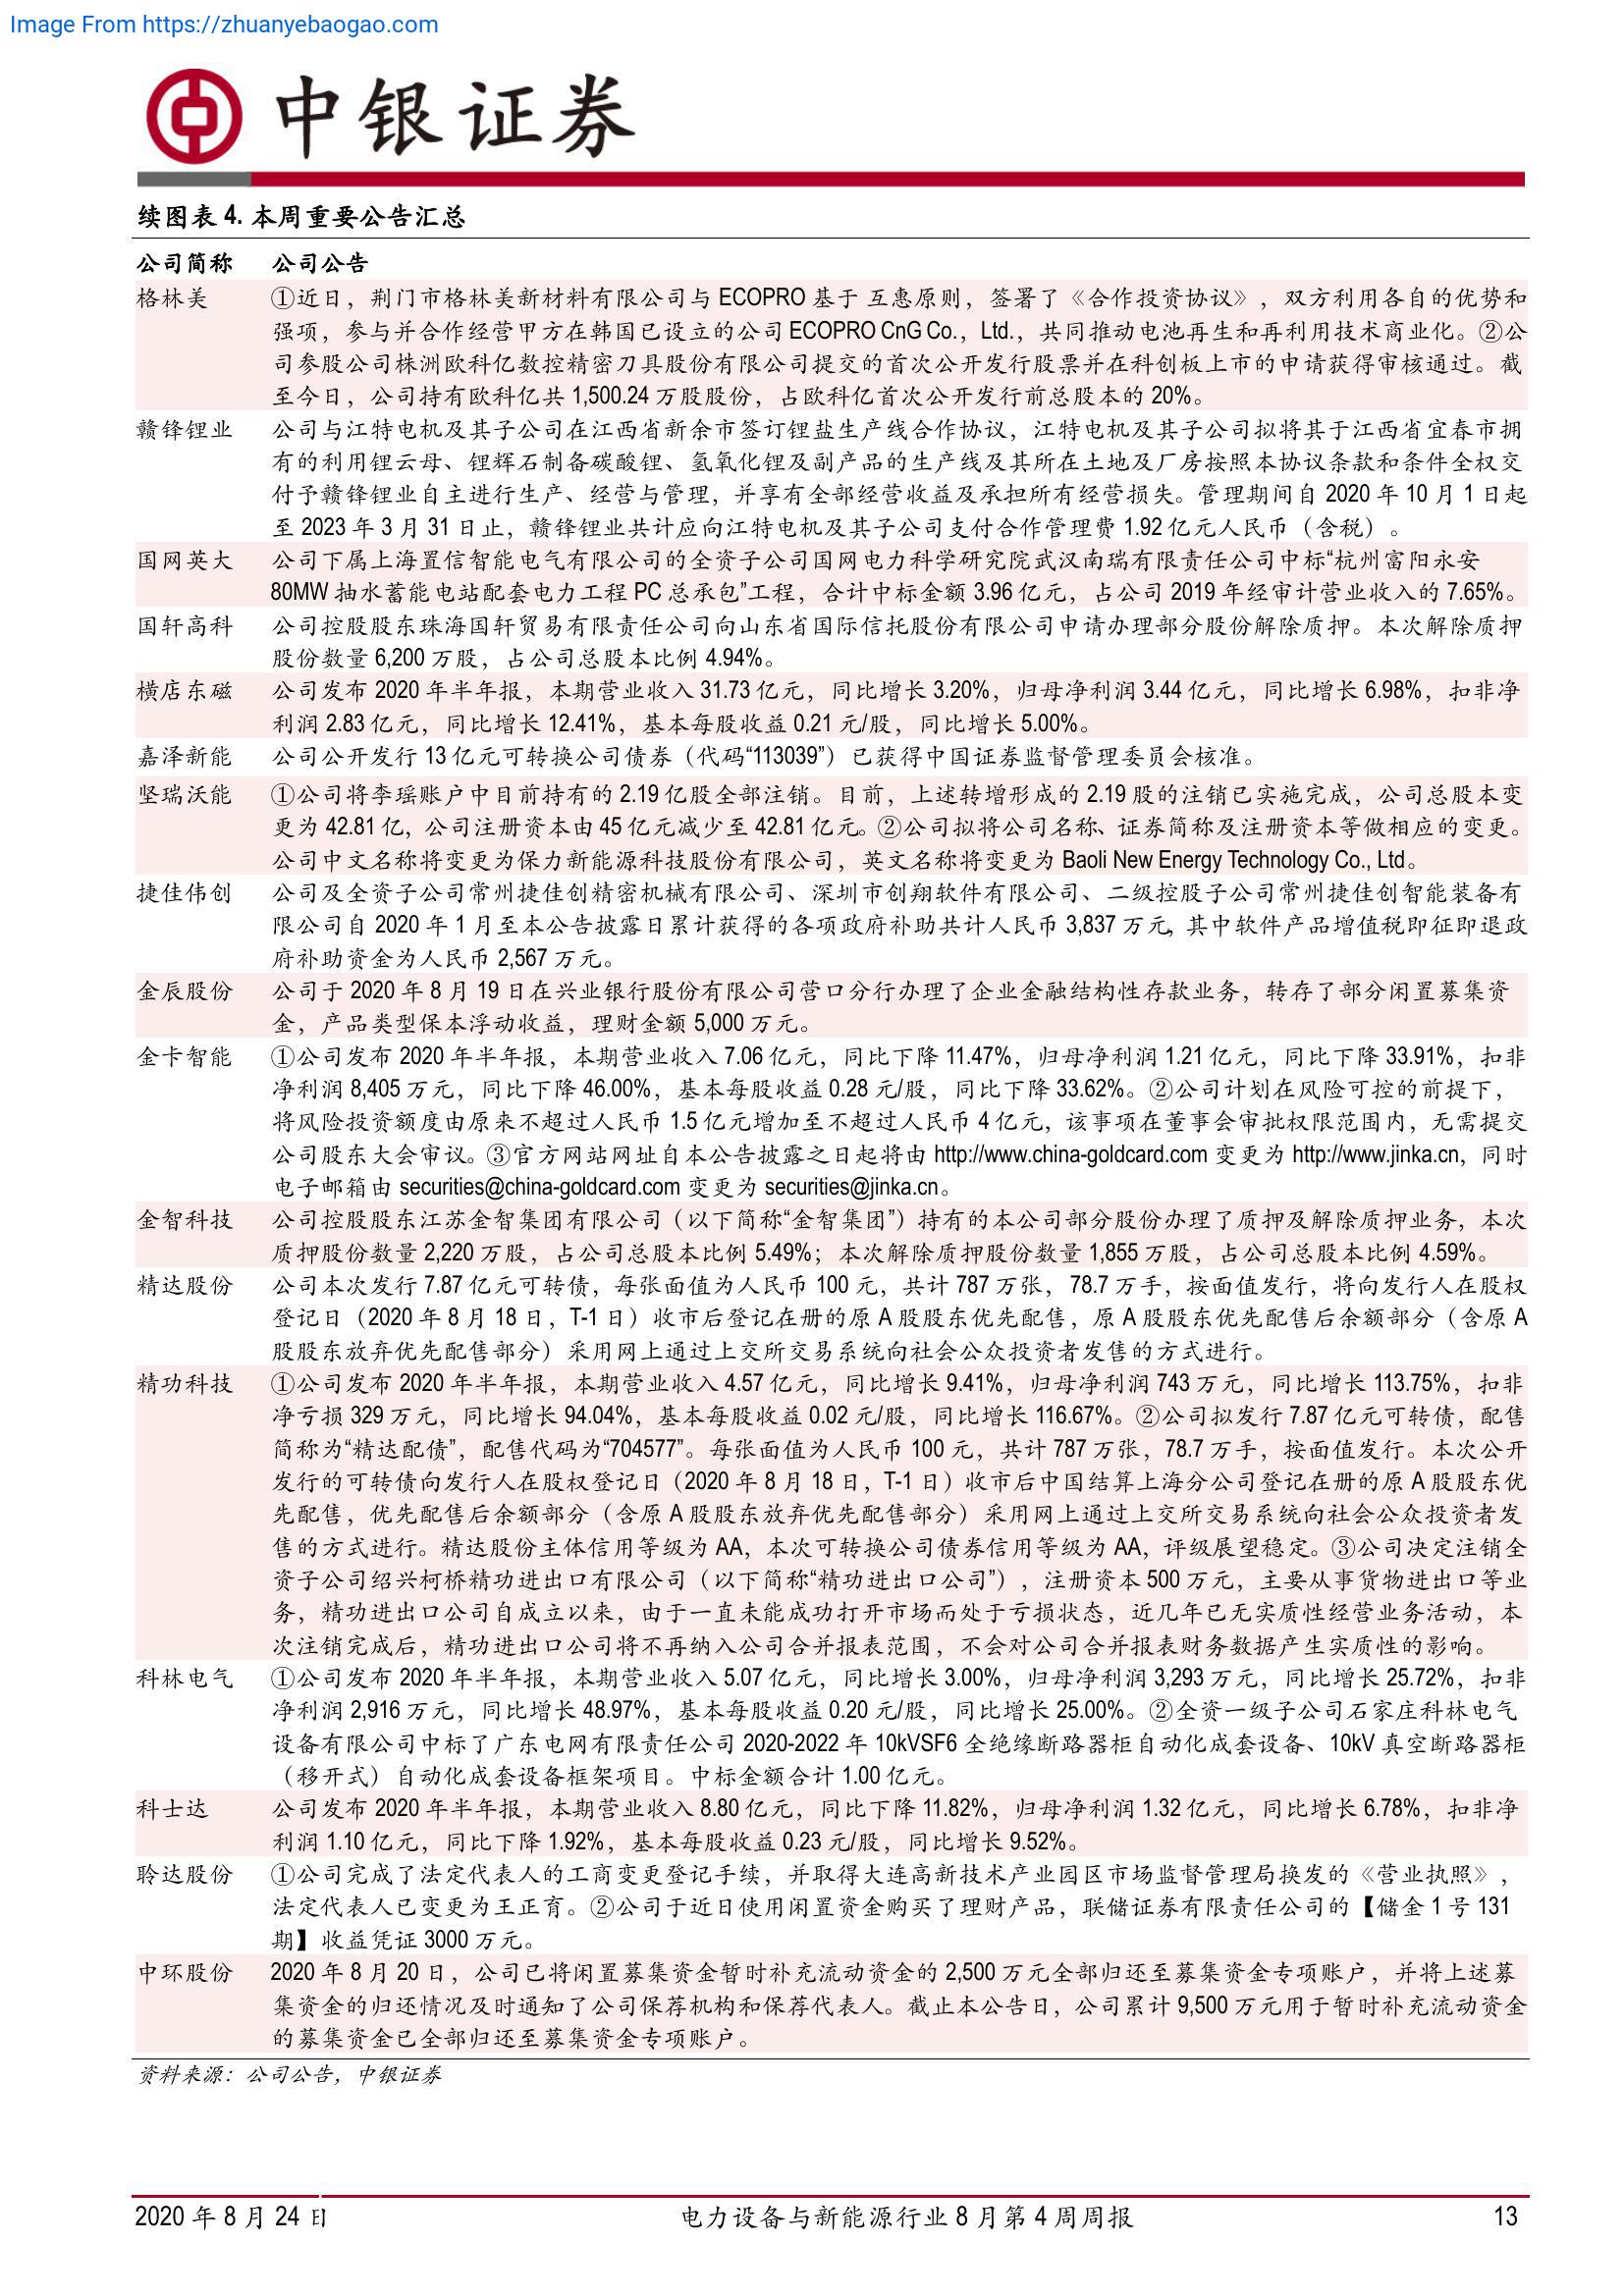 Image From https://zhuanyebaogao.com
中银证券
续图表 4. 本周重要公告汇总
公司简称 公司公告
格林美 ①近日，荆门市格林美新材料有限公司与 ECOPRO 基于 互惠原则，签署了《合作投资协议》，双方利用各自的优势和
强项，参与并合作经营甲方在韩国已设立的公司 ECOPRO CnG Co.，Ltd.，共同推动电池再生和再利用技术商业化。②公
司参股公司株洲欧科亿数控精密刀具股份有限公司提交的首次公开发行股票并在科创板上市的申请获得审核通过。截
至今日，公司持有欧科亿共 1,500.24 万股股份，占欧科亿首次公开发行前总股本的 20%。
赣锋锂业 公司与江特电机及其子公司在江西省新余市签订锂盐生产线合作协议，江特电机及其子公司拟将其于江西省宜春市拥
有的利用锂云母、锂辉石制备碳酸锂、氢氧化锂及副产品的生产线及其所在土地及厂房按照本协议条款和条件全权交
付予赣锋锂业自主进行生产、经营与管理，并享有全部经营收益及承担所有经营损失。管理期间自 2020 年 10 月 1 日起
至 2023 年 3 月 31 日止，赣锋锂业共计应向江特电机及其子公司支付合作管理费 1.92 亿元人民币（含税）。
国网英大 公司下属上海置信智能电气有限公司的全资子公司国网电力科学研究院武汉南瑞有限责任公司中标“杭州富阳永安
80MW 抽水蓄能电站配套电力工程 PC 总承包”工程，合计中标金额 3.96 亿元，占公司 2019 年经审计营业收入的 7.65%。
国轩高科 公司控股股东珠海国轩贸易有限责任公司向山东省国际信托股份有限公司申请办理部分股份解除质押。本次解除质押
股份数量 6,200 万股，占公司总股本比例 4.94%。
横店东磁 公司发布 2020 年半年报，本期营业收入 31.73 亿元，同比增长 3.20%，归母净利润 3.44 亿元，同比增长 6.98%，扣非净
利润 2.83 亿元，同比增长 12.41%，基本每股收益 0.21 元/股，同比增长 5.00%。
嘉泽新能 公司公开发行 13 亿元可转换公司债券（代码“113039”）已获得中国证券监督管理委员会核准。
坚瑞沃能 ①公司将李瑶账户中目前持有的 2.19 亿股全部注销。目前，上述转增形成的 2.19 股的注销已实施完成，公司总股本变
更为 42.81 亿，公司注册资本由 45 亿元减少至 42.81 亿元。②公司拟将公司名称、证券简称及注册资本等做相应的变更。
公司中文名称将变更为保力新能源科技股份有限公司，英文名称将变更为 Baoli New Energy Technology Co., Ltd。
捷佳伟创 公司及全资子公司常州捷佳创精密机械有限公司、深圳市创翔软件有限公司、二级控股子公司常州捷佳创智能装备有
限公司自 2020 年 1 月至本公告披露日累计获得的各项政府补助共计人民币 3,837 万元，其中软件产品增值税即征即退政
府补助资金为人民币 2,567 万元。
金辰股份 公司于 2020 年 8 月 19 日在兴业银行股份有限公司营口分行办理了企业金融结构性存款业务，转存了部分闲置募集资
金，产品类型保本浮动收益，理财金额 5,000 万元。
金卡智能 ①公司发布 2020 年半年报，本期营业收入 7.06 亿元，同比下降 11.47%，归母净利润 1.21 亿元，同比下降 33.91%，扣非
净利润 8,405 万元，同比下降 46.00%，基本每股收益 0.28 元/股，同比下降 33.62%。②公司计划在风险可控的前提下，
将风险投资额度由原来不超过人民币 1.5 亿元增加至不超过人民币 4 亿元，该事项在董事会审批权限范围内，无需提交
公司股东大会审议。③官方网站网址自本公告披露之日起将由 http://www.china-goldcard.com 变更为 http://www.jinka.cn，同时
电子邮箱由 securities@china-goldcard.com 变更为 securities@jinka.cn。
金智科技 公司控股股东江苏金智集团有限公司（以下简称“金智集团”）持有的本公司部分股份办理了质押及解除质押业务，本次
质押股份数量 2,220 万股，占公司总股本比例 5.49%；本次解除质押股份数量 1,855 万股，占公司总股本比例 4.59%。
精达股份 公司本次发行 7.87 亿元可转债，每张面值为人民币 100 元，共计 787 万张，78.7 万手，按面值发行，将向发行人在股权
登记日（2020 年 8 月 18 日，T-1 日）收市后登记在册的原 A 股股东优先配售，原 A 股股东优先配售后余额部分（含原 A
股股东放弃优先配售部分）采用网上通过上交所交易系统向社会公众投资者发售的方式进行。
精功科技 ①公司发布 2020 年半年报，本期营业收入 4.57 亿元，同比增长 9.41%，归母净利润 743 万元，同比增长 113.75%，扣非
净亏损 329 万元，同比增长 94.04%，基本每股收益 0.02 元/股，同比增长 116.67%。②公司拟发行 7.87 亿元可转债，配售
简称为“精达配债”，配售代码为“704577”。每张面值为人民币 100 元，共计 787 万张，78.7 万手，按面值发行。本次公开
发行的可转债向发行人在股权登记日（2020 年 8 月 18 日，T-1 日）收市后中国结算上海分公司登记在册的原 A 股股东优
先配售，优先配售后余额部分（含原 A 股股东放弃优先配售部分）采用网上通过上交所交易系统向社会公众投资者发
售的方式进行。精达股份主体信用等级为 AA，本次可转换公司债券信用等级为 AA，评级展望稳定。③公司决定注销全
资子公司绍兴柯桥精功进出口有限公司（以下简称“精功进出口公司”），注册资本 500 万元，主要从事货物进出口等业
务，精功进出口公司自成立以来，由于一直未能成功打开市场而处于亏损状态，近几年已无实质性经营业务活动，本
次注销完成后，精功进出口公司将不再纳入公司合并报表范围，不会对公司合并报表财务数据产生实质性的影响。
科林电气 ①公司发布 2020 年半年报，本期营业收入 5.07 亿元，同比增长 3.00%，归母净利润 3,293 万元，同比增长 25.72%，扣非
净利润 2,916 万元，同比增长 48.97%，基本每股收益 0.20 元/股，同比增长 25.00%。②全资一级子公司石家庄科林电气
设备有限公司中标了广东电网有限责任公司 2020-2022 年 10kVSF6 全绝缘断路器柜自动化成套设备、10kV 真空断路器柜
（移开式）自动化成套设备框架项目。中标金额合计 1.00 亿元。
科士达 公司发布 2020 年半年报，本期营业收入 8.80 亿元，同比下降 11.82%，归母净利润 1.32 亿元，同比增长 6.78%，扣非净
利润 1.10 亿元，同比下降 1.92%，基本每股收益 0.23 元/股，同比增长 9.52%。
聆达股份 ①公司完成了法定代表人的工商变更登记手续，并取得大连高新技术产业园区市场监督管理局换发的《营业执照》，
法定代表人已变更为王正育。②公司于近日使用闲置资金购买了理财产品，联储证券有限责任公司的【储金 1 号 131
期】收益凭证 3000 万元。
中环股份 2020 年 8 月 20 日，公司已将闲置募集资金暂时补充流动资金的 2,500 万元全部归还至募集资金专项账户，并将上述募
集资金的归还情况及时通知了公司保荐机构和保荐代表人。截止本公告日，公司累计 9,500 万元用于暂时补充流动资金
的募集资金已全部归还至募集资金专项账户。
资料来源：公司公告，中银证券
2020 年 8 月 24 日 电力设备与新能源行业 8 月第 4 周周报 13